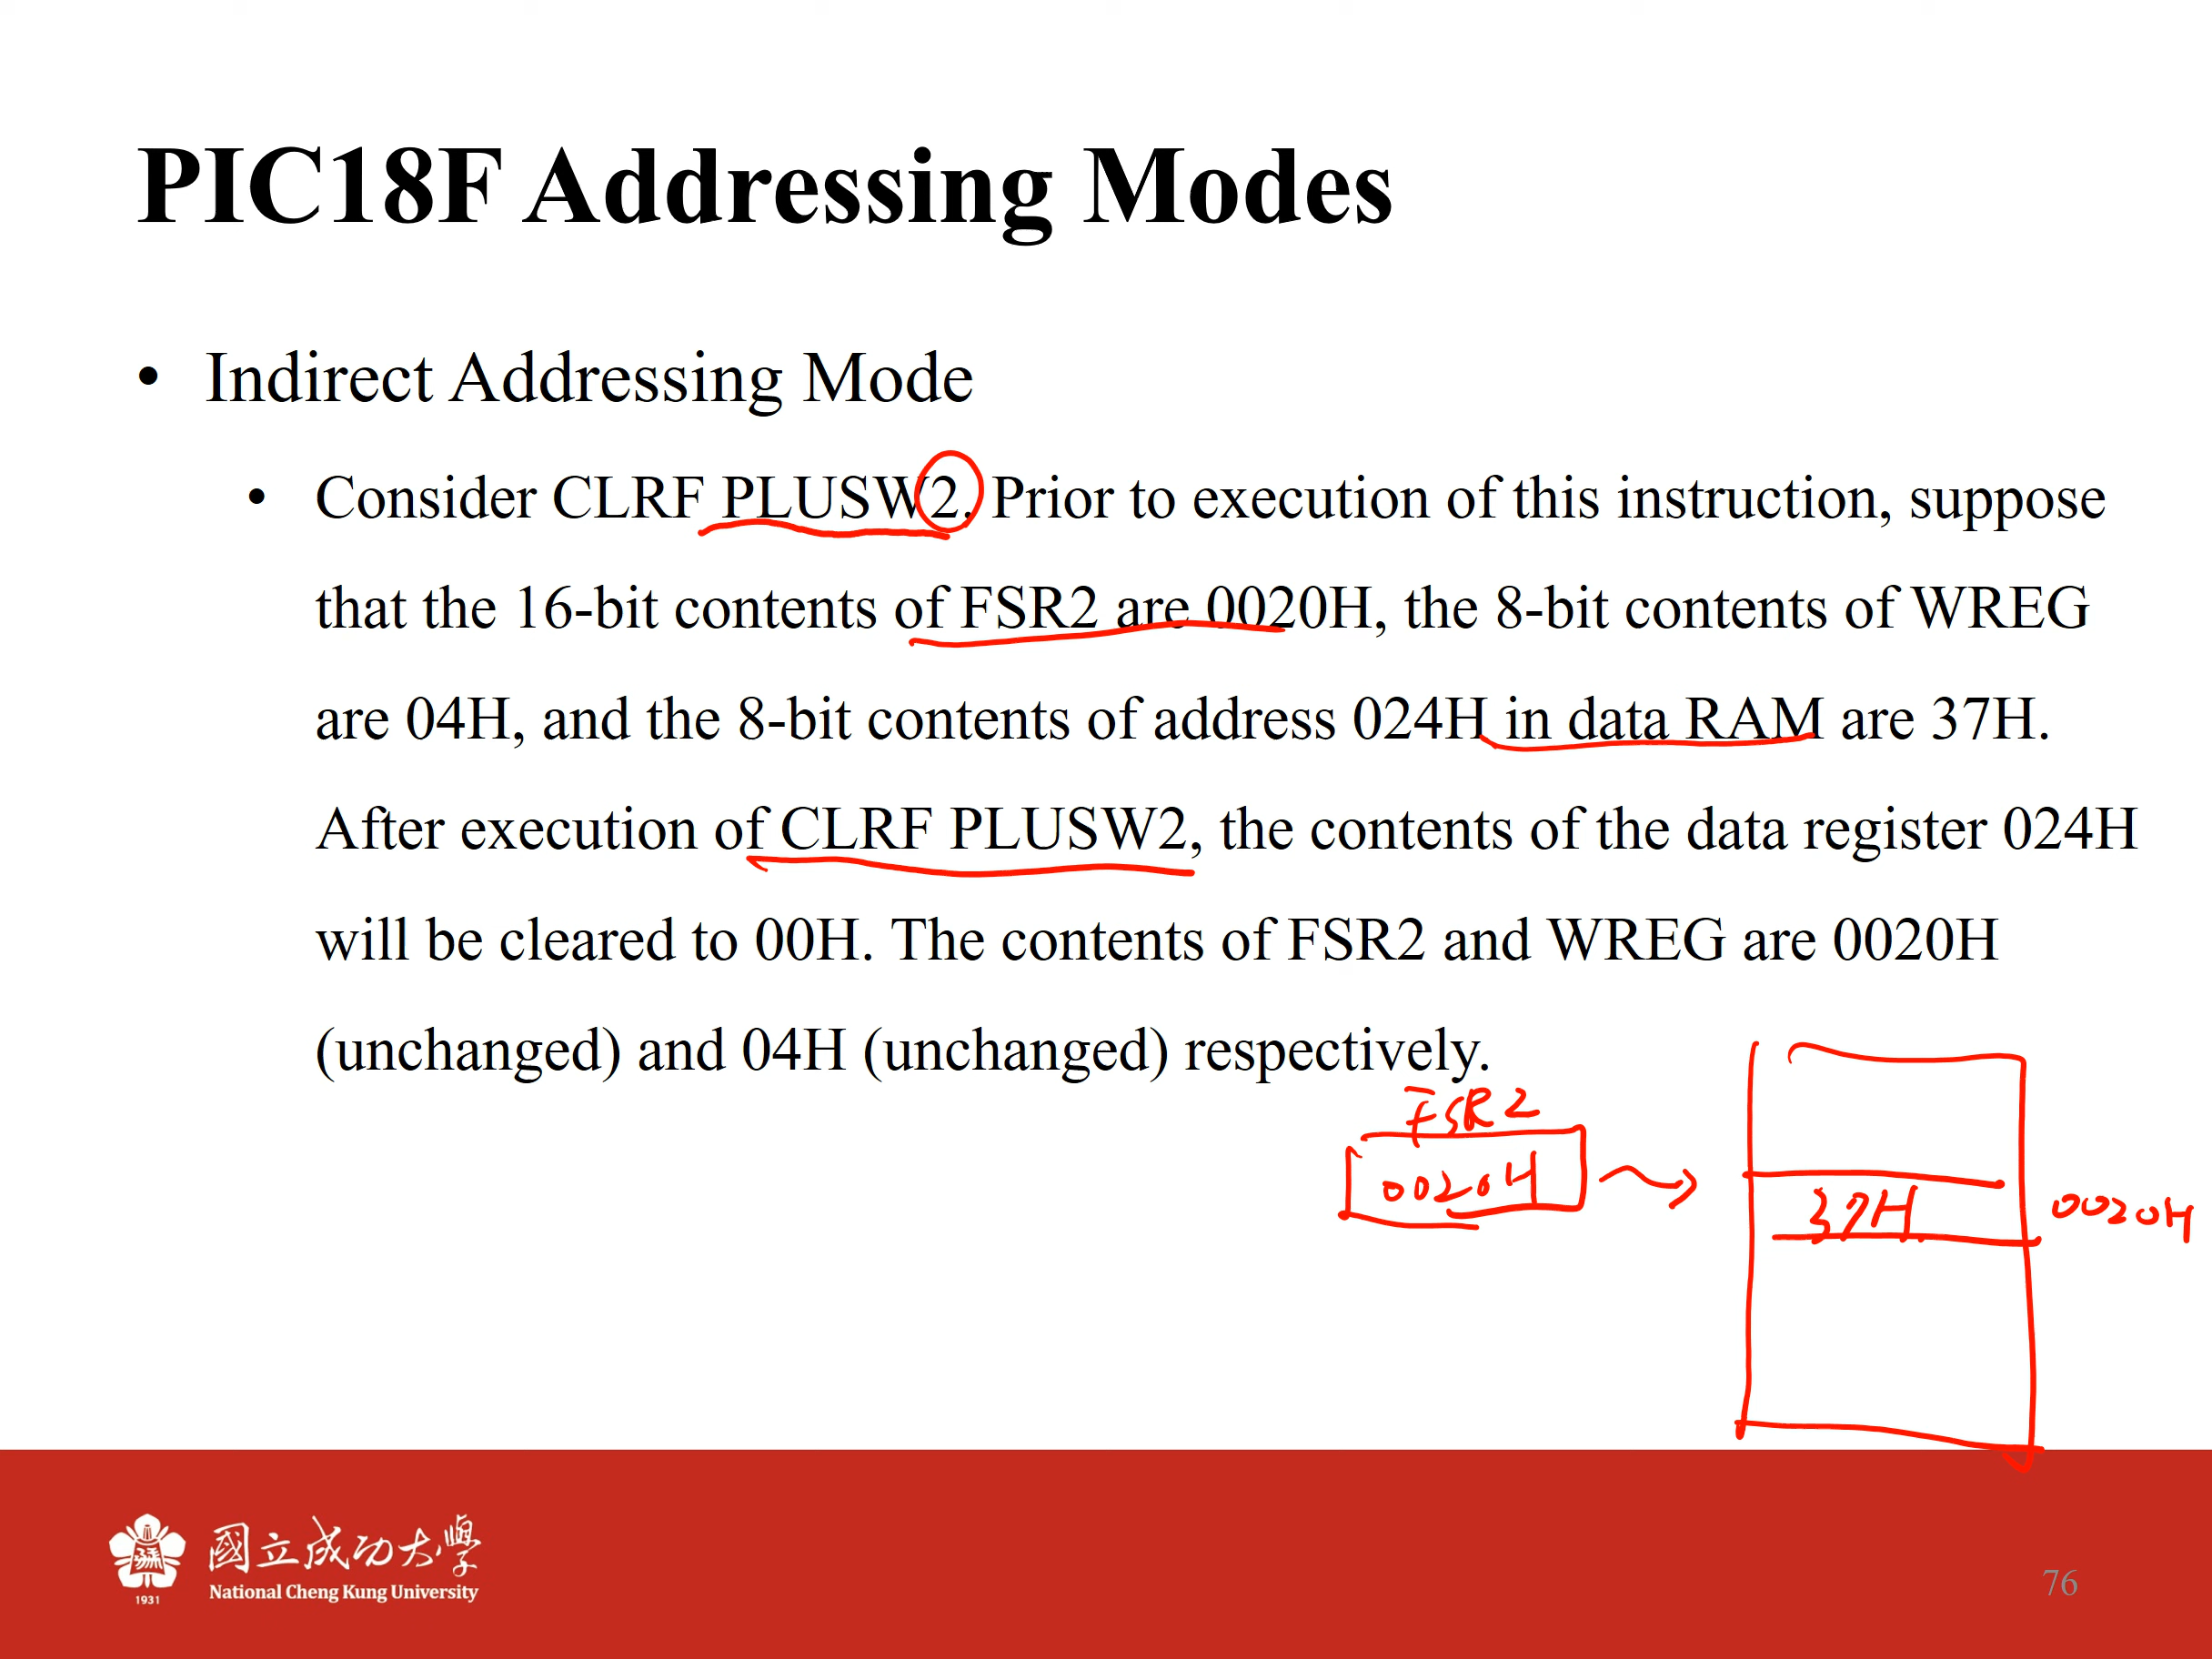 PIC18F Addressing Modes
• Indirect Addressing Mode
• Consider CLRF PLUSW2. Prior to execution of this instruction, suppose
that the 16-bit contents of FSR2 are 0020H, the 8-bit contents of WREG
are 04H, and the 8-bit contents of address 024H in data RAM are 37H.
After execution of CLRF PLUSW2, the contents of the data register 024H
will be cleared to 00H. The contents of FSR2 and WREG are 0020H
(unchanged) and 04H (unchanged) respectively.
FSR2
0020H
37H
0020H
國立成功大學
National Cheng Kung University
1931
76